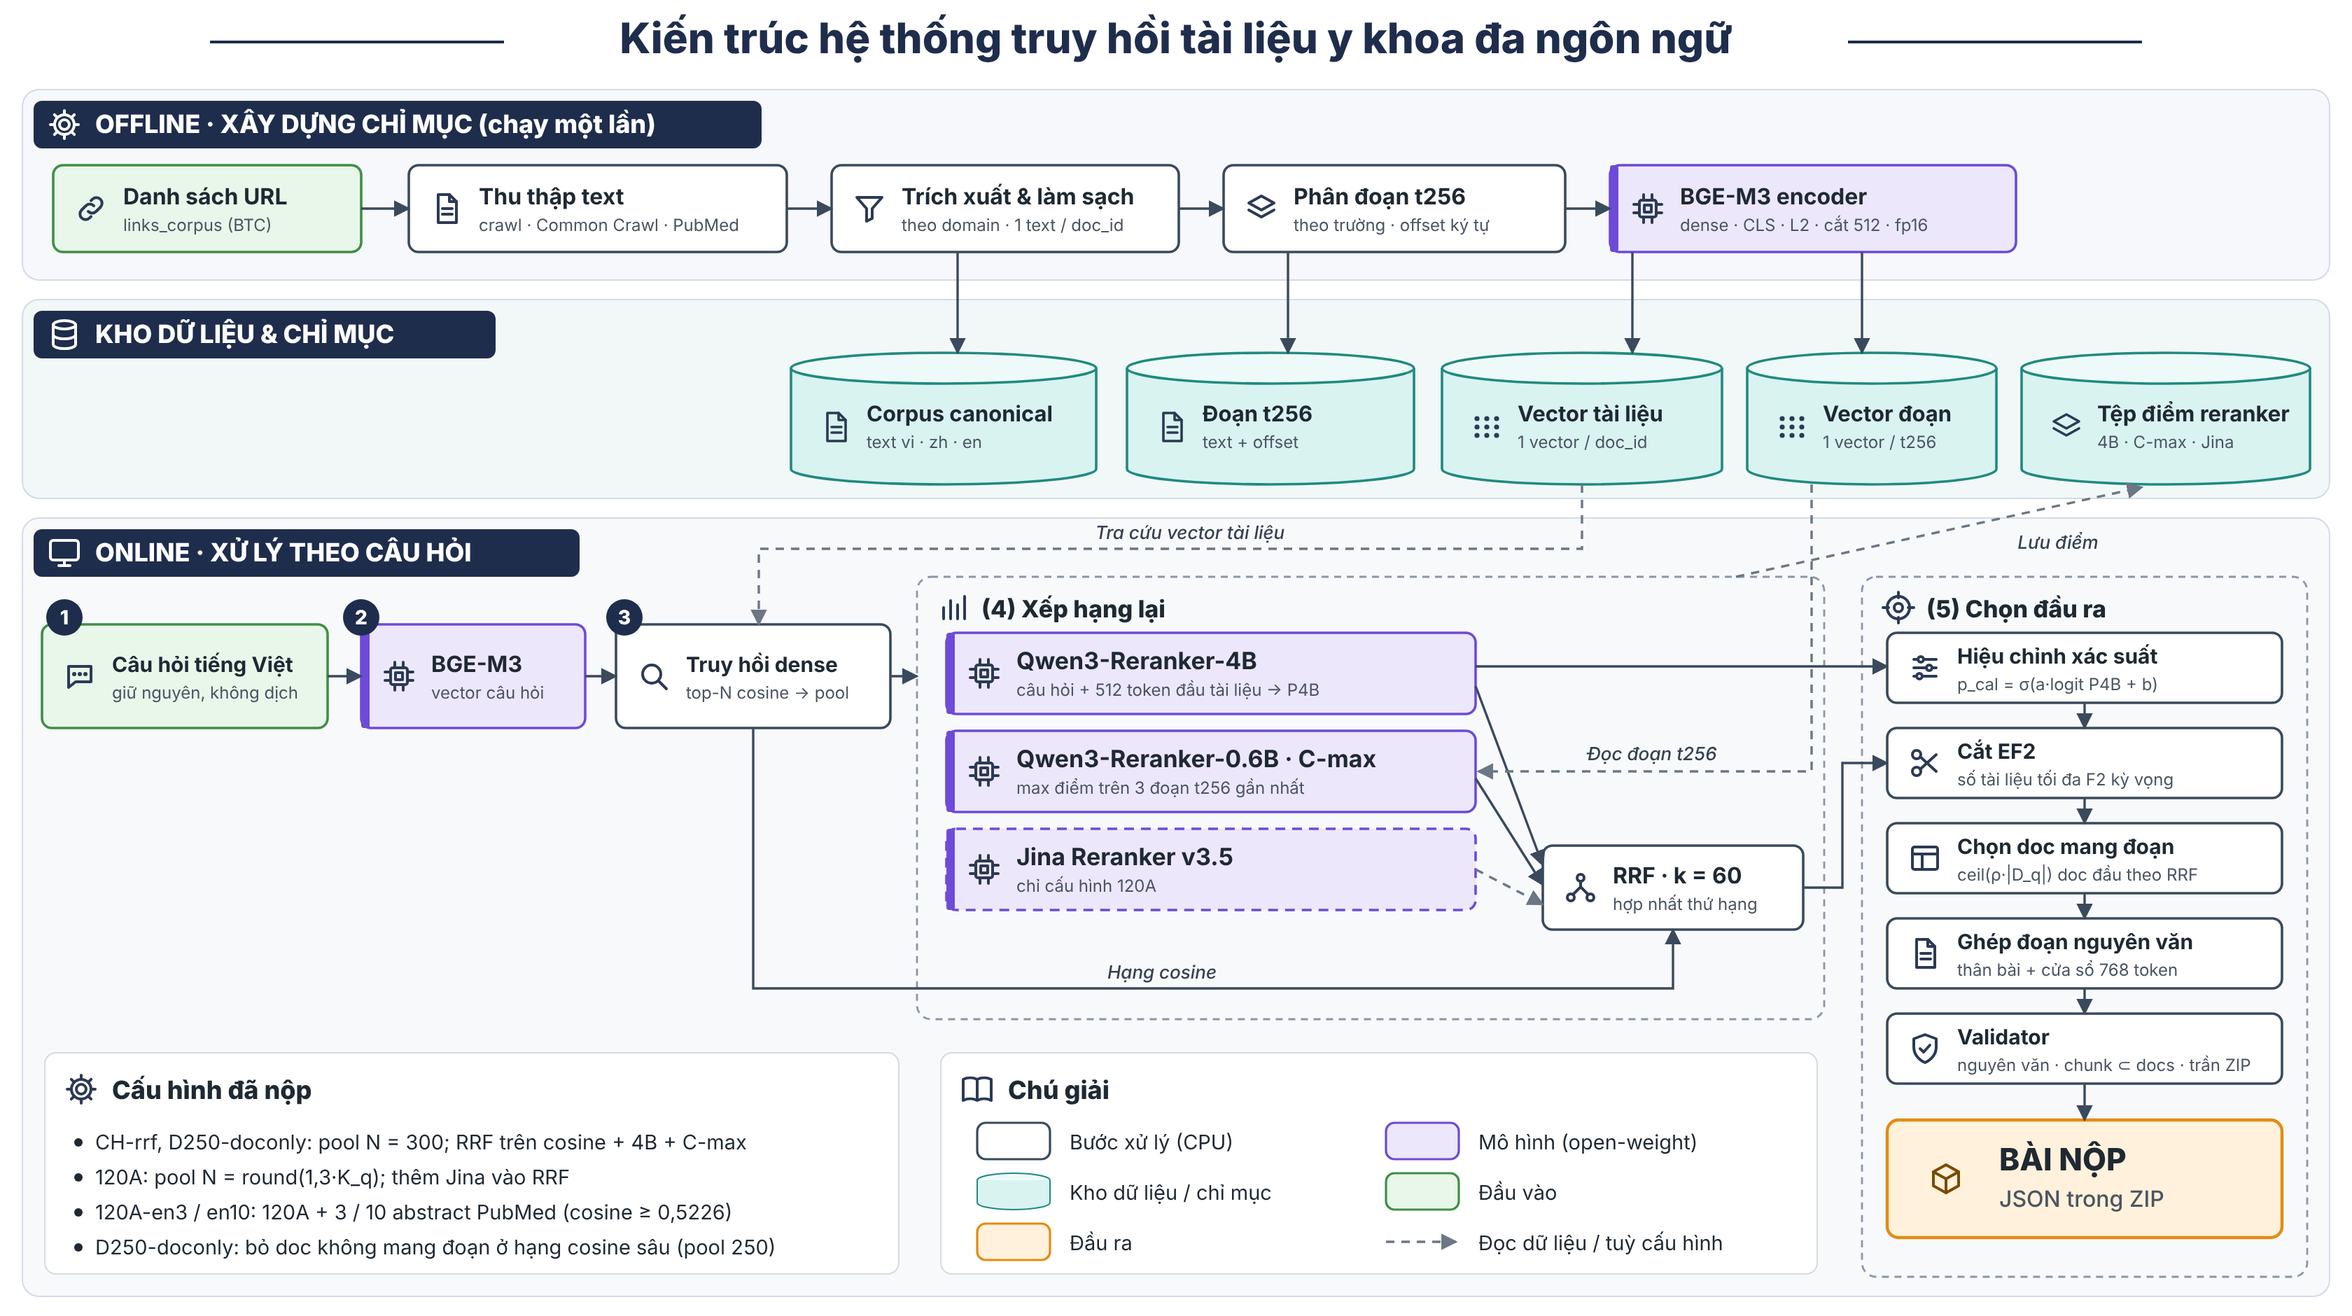 Kiến trúc hệ thống truy hồi tài liệu y khoa đa ngôn ngữ
OFFLINE · XÂY DỰNG CHỈ MỤC (chạy một lần)
Danh sách URL
links_corpus (BTC)
Thu thập text
crawl · Common Crawl · PubMed
Trích xuất & làm sạch
theo domain · 1 text / doc_id
Phân đoạn t256
theo trường · offset ký tự
BGE-M3 encoder
dense · CLS · L2 · cắt 512 · fp16
KHO DỮ LIỆU & CHỈ MỤC
Corpus canonical
text vi · zh · en
Đoạn t256
text + offset
Vector tài liệu
1 vector / doc_id
Vector đoạn
1 vector / t256
Tệp điểm reranker
4B · C-max · Jina
ONLINE · XỬ LÝ THEO CÂU HỎI
Tra cứu vector tài liệu
Lưu điểm
1
Câu hỏi tiếng Việt
giữ nguyên, không dịch
2
BGE-M3
vector câu hỏi
3
Truy hồi dense
top-N cosine → pool
(4) Xếp hạng lại
Qwen3-Reranker-4B
câu hỏi + 512 token đầu tài liệu → P4B
Qwen3-Reranker-0.6B · C-max
max điểm trên 3 đoạn t256 gần nhất
Đọc đoạn t256
Jina Reranker v3.5
chỉ cấu hình 120A
RRF · k = 60
hợp nhất thứ hạng
Hạng cosine
(5) Chọn đầu ra
Hiệu chỉnh xác suất
p_cal = σ(a·logit P4B + b)
Cắt EF2
số tài liệu tối đa F2 kỳ vọng
Chọn doc mang đoạn
ceil(ρ·|D_q|) doc đầu theo RRF
Ghép đoạn nguyên văn
thân bài + cửa sổ 768 token
Validator
nguyên văn · chunk ⊂ docs · trần ZIP
BÀI NỘP
JSON trong ZIP
Cấu hình đã nộp
• CH-rrf, D250-doconly: pool N = 300; RRF trên cosine + 4B + C-max
• 120A: pool N = round(1,3·K_q); thêm Jina vào RRF
• 120A-en3 / en10: 120A + 3 / 10 abstract PubMed (cosine ≥ 0,5226)
• D250-doconly: bỏ doc không mang đoạn ở hạng cosine sâu (pool 250)
Chú giải
Bước xử lý (CPU)
Mô hình (open-weight)
Kho dữ liệu / chỉ mục
Đầu vào
Đầu ra
Đọc dữ liệu / tuỳ cấu hình